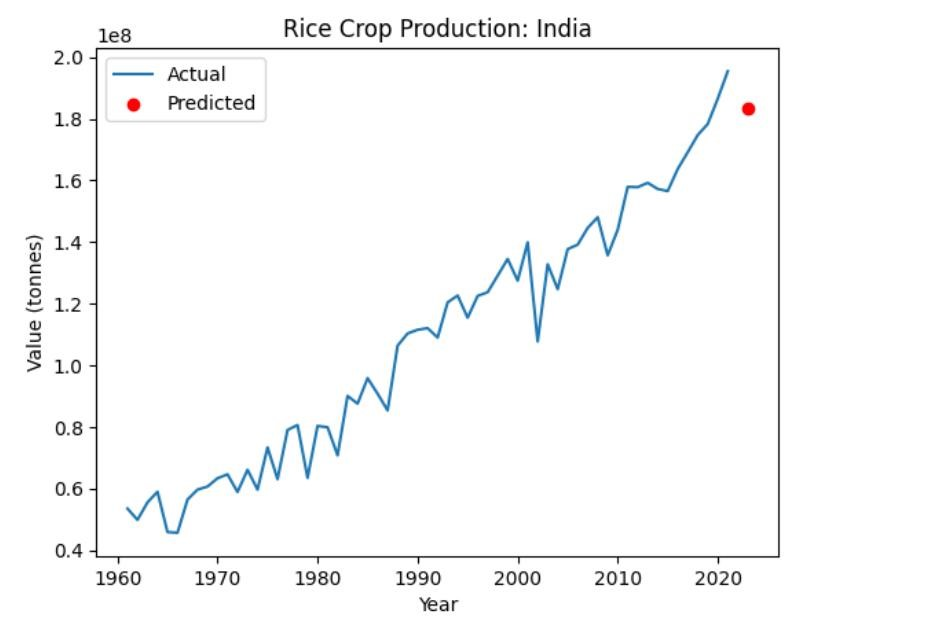 Rice Crop Production: India
1e8
Actual
Predicted
2.0
1.8
1.6
1.4
1.2
1.0
0.8
0.6
0.4
Value (tonnes)
1960 1970 1980 1990 2000 2010 2020
Year